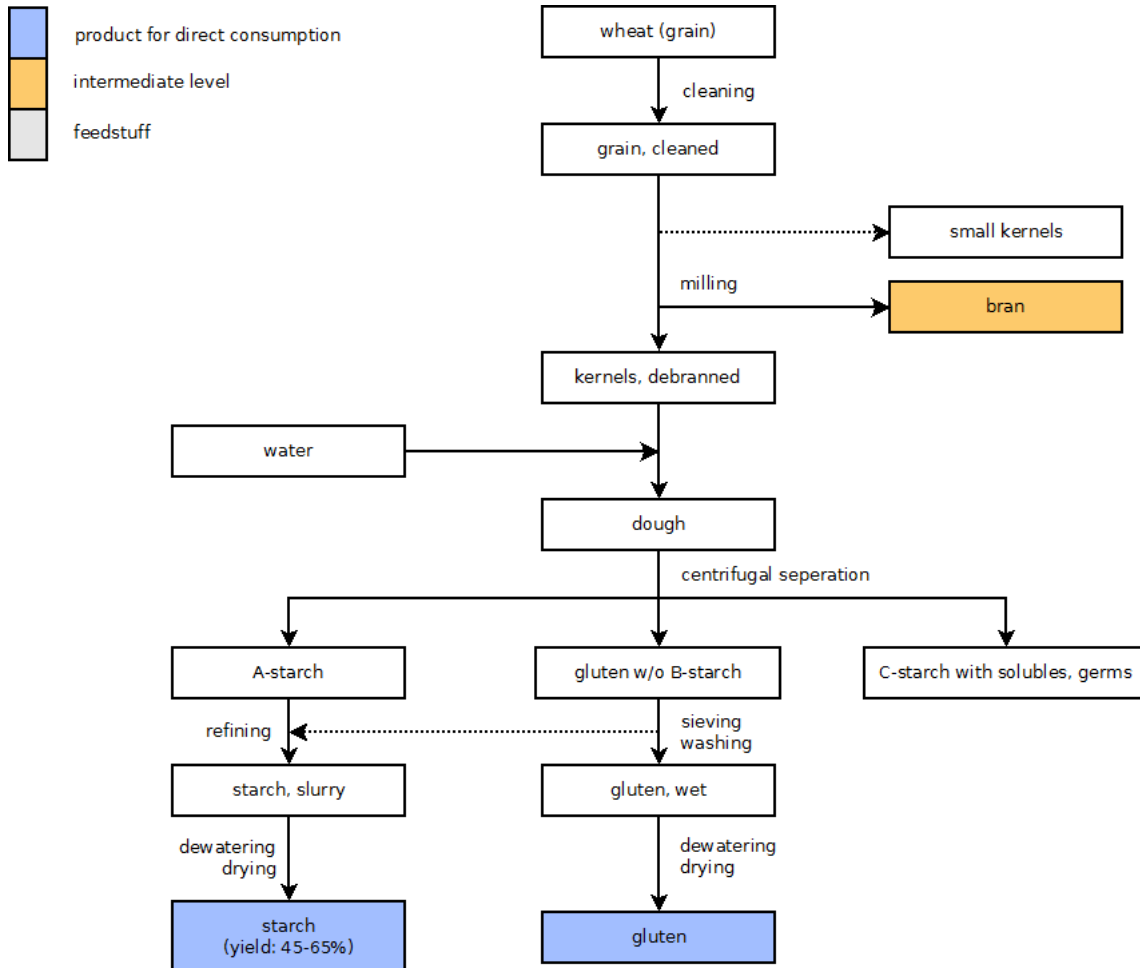 product for direct consumption
intermediate level
feedstuff
wheat (grain)
cleaning
grain, cleaned
small kernels
milling
bran
kernels, debranned
water
dough
centrifugal seperation
A-starch
gluten w/o B-starch
C-starch with solubles, germs
refining
sieving
washing
starch, slurry
gluten, wet
dewatering
drying
dewatering
drying
starch
(yield: 45-65%)
gluten